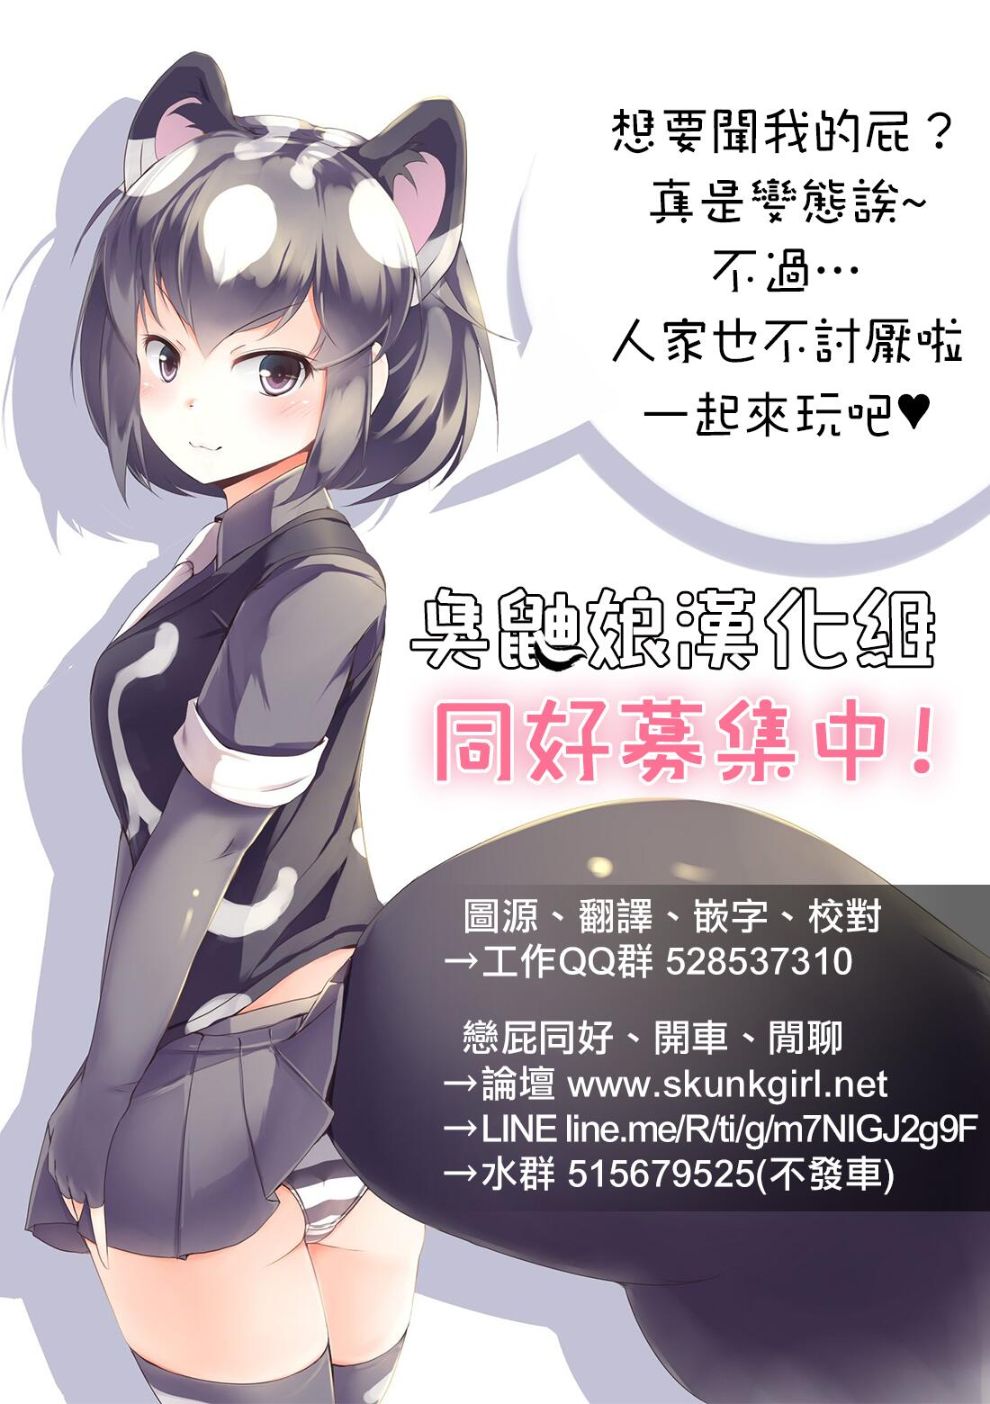 想要聞我的屁？
真是變態誒~
不過…
人家也不討厭啦
一起來玩吧♥
臭鼬娘漢化組
同好募集中！
圖源、翻譯、嵌字、校對
→工作QQ群 528537310
戀屁同好、開車、閒聊
→論壇 www.skunkgirl.net
→LINE line.me/R/ti/g/m7NIGJ2g9F
→水群 515679525(不發車)